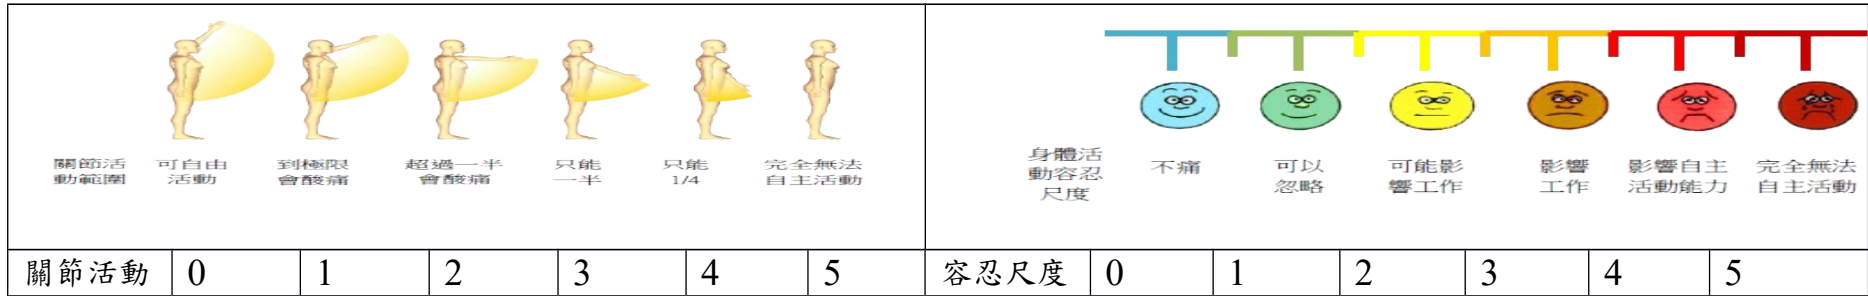 關節活
動範圍
可自由
活動
到極限
會酸痛
超過一半
會酸痛
只能
一半
只能
1/4
完全無法
自主活動
身體活
動容忍
尺度
不痛
可以
忽略
可能影
響工作
影響
工作
影響自主
活動能力
完全無法
自主活動
關節活動 0 1 2 3 4 5 容忍尺度 0 1 2 3 4 5